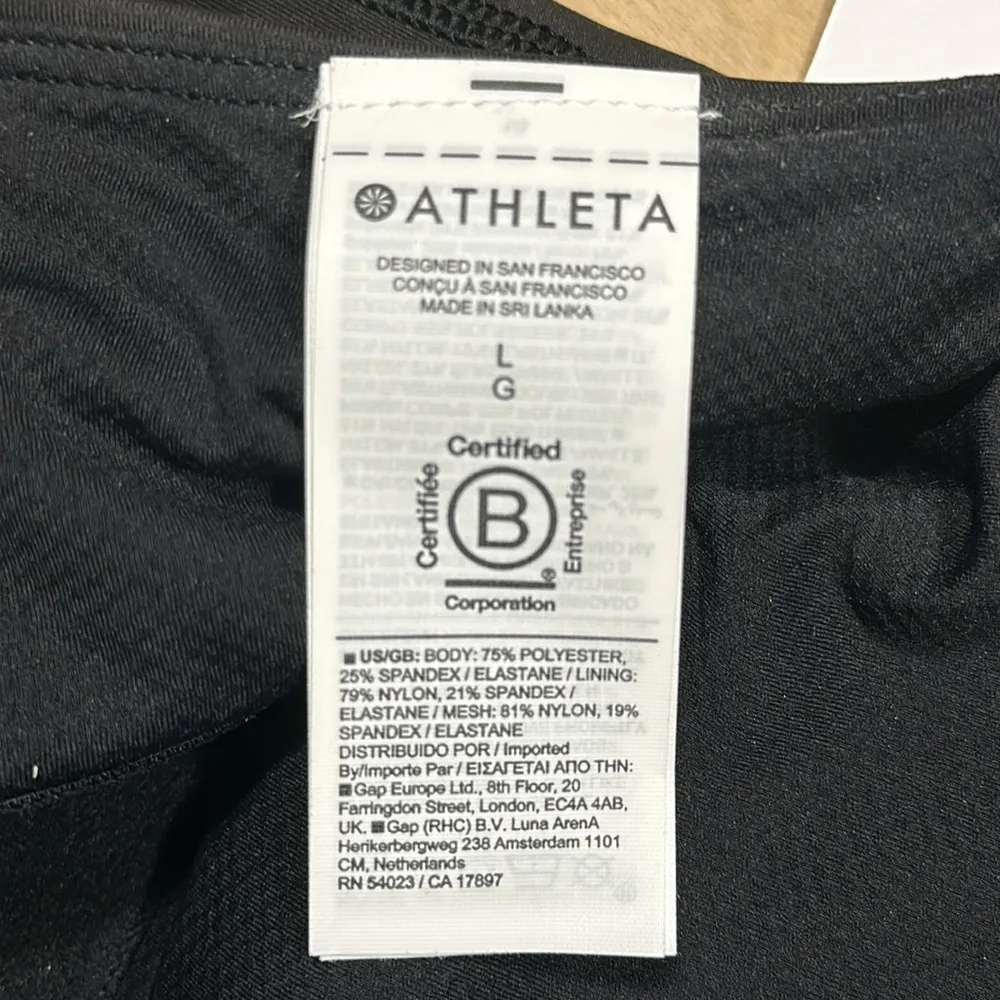 ATHLETA
DESIGNED IN SAN FRANCISCO
CONÇU À SAN FRANCISCO
MADE IN SRI LANKA
L
G
Certified
Certifiée
B
Entreprise
®
Corporation
US/GB: BODY: 75% POLYESTER,
25% SPANDEX / ELASTANE / LINING:
79% NYLON, 21% SPANDEX /
ELASTANE / MESH: 81% NYLON, 19%
SPANDEX / ELASTANE
DISTRIBUIDO POR / Imported
By/Importe Par / ΕΙΣΑΓΕΤΑΙ ΑΠΟ ΤΗΝ:
Gap Europe Ltd., 8th Floor, 20
Farringdon Street, London, EC4A 4AB,
UK. Gap (RHC) B.V. Luna ArenA
Herikerbergweg 238 Amsterdam 1101
CM, Netherlands
RN 54023 / CA 17897